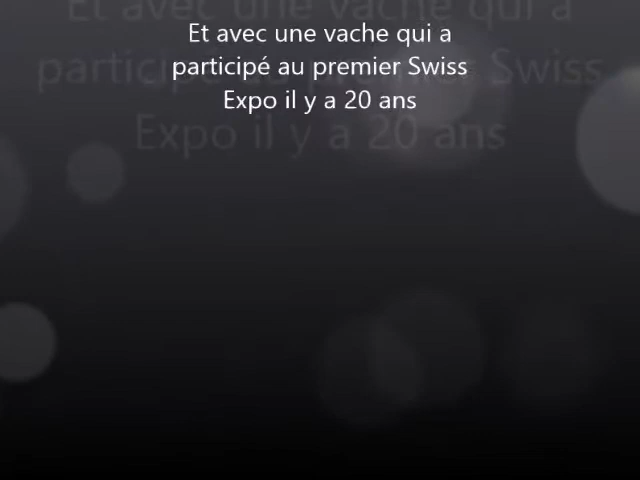 Et avec une vache qui a
participé au premier Swiss
Expo il y a 20 ans